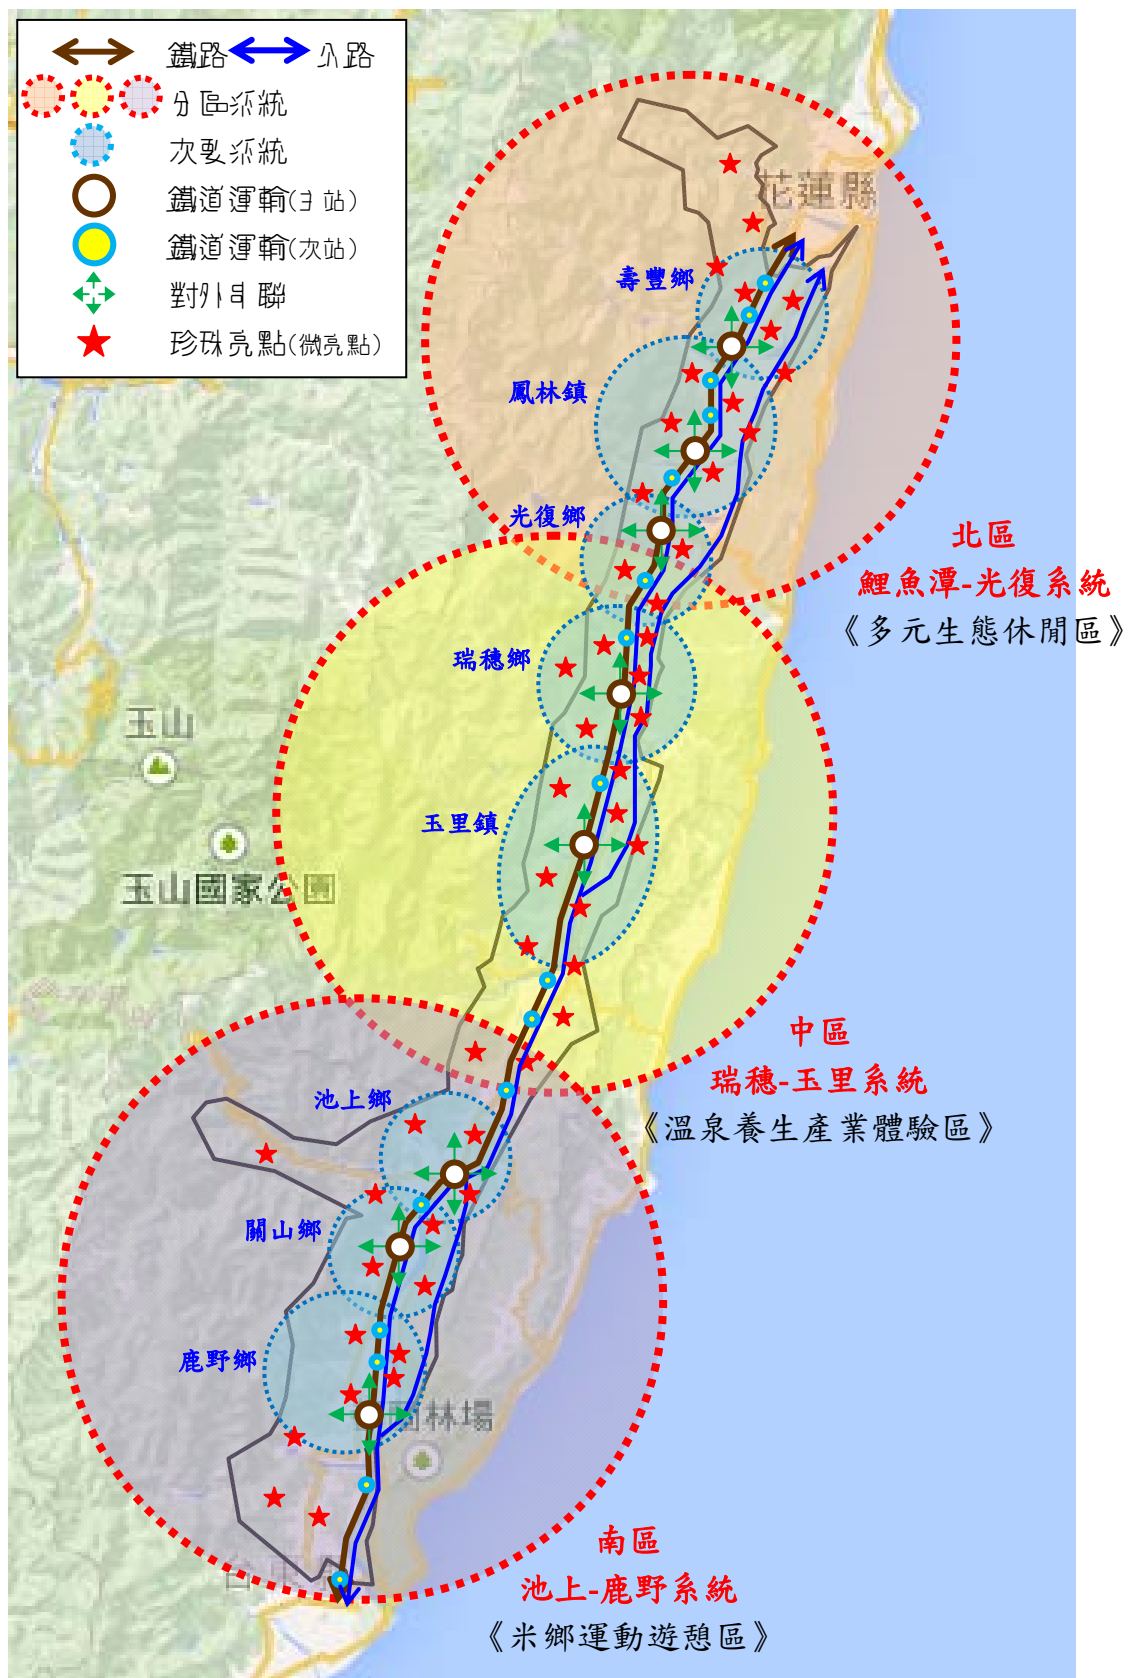 鐵路 公路
分區系統
次要系統
鐵道運輸(主站)
鐵道運輸(次站)
對外串聯
珍珠亮點(微亮點)
花蓮縣
壽豐鄉
鳳林鎮
光復鄉
北區
鯉魚潭-光復系統
《多元生態休閒區》
瑞穗鄉
玉山
玉里鎮
玉山國家公園
中區
瑞穗-玉里系統
《溫泉養生產業體驗區》
池上鄉
關山鄉
鹿野鄉
林場
南區
池上-鹿野系統
《米鄉運動遊憩區》